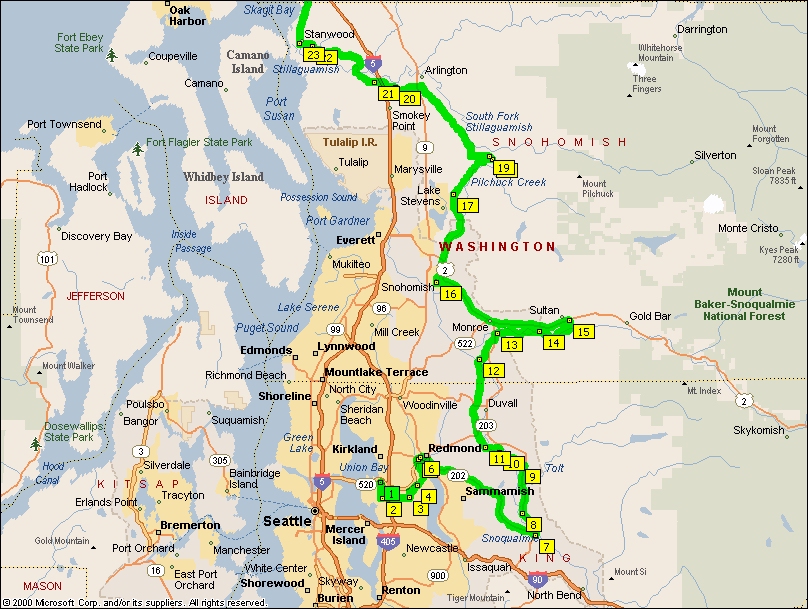 Skagit Bay
Oak
Harbor
Fort Ebey
State Park
Coupeville
Camano
Island
Camano
Stanwood
23
22
Stillaguamish
5
Arlington
21
20
Smokey
Point
Darrington
Whitehorse
Mountain
Three
Fingers
Port
Susan
South Fork
Stillaguamish
SNOHOMISH
Mount
Forgotten
Port Townsend
Fort Flagler State Park
Tulalip I.R.
Tulalip
9
Marysville
19
Pilchuck Creek
Silverton
Sloan Peak
7835 ft
Port
Hadlock
Whidbey Island
ISLAND
Possession Sound
Lake
Stevens
17
Mount
Pilchuck
Port Gardner
Everett
Monte Cristo
Kyes Peak
7280 ft
Discovery Bay
Inside
Passage
WASHINGTON
101
Mukilteo
2
Snohomish
16
JEFFERSON
Mount
Townsend
Lake Serene
Puget Sound
96
99
Mill Creek
Monroe
Sultan
Gold Bar
13
14
15
522
Mount
Baker-Snoqualmie
National Forest
Edmonds
Lynnwood
Mount Walker
Richmond Beach
Mountlake Terrace
12
Mt. Index
2
Skykomish
Poulsbo
Bangor
Suquamish
Shoreline
North City
Sheridan
Beach
Woodinville
Duvall
203
Dosewallips
State Park
Hood
Canal
3
Silverdale
305
Bainbridge
Island
Green
Lake
Kirkland
Redmond
Union Bay
520
6
202
11
10
9
Tolt
KITSAP
Tracyton
Erlands Point
5
1
2
3
4
Sammamish
Bremerton
Seattle
Mercer
Island
405
8
Snoqualmie
7
KING
Gold Mountain
Port Orchard
Manchester
Newcastle
Issaquah
16
East Port
Orchard
White Center
Shorewood
Skyway
Burien
Renton
900
90
North Bend
Mount Si
Tiger Mountain
MASON
© 2000 Microsoft Corp. and/or its suppliers. All rights reserved.